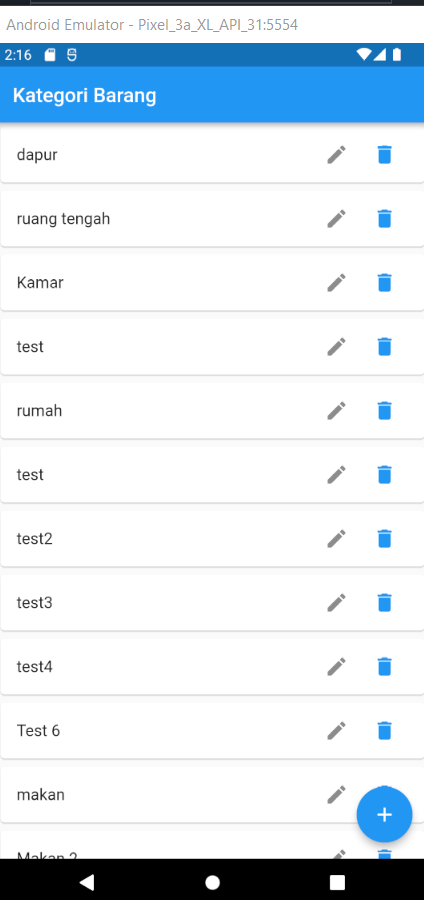 Android Emulator - Pixel_3a_XL_API_31:5554
2:16
Kategori Barang
dapur
ruang tengah
Kamar
test
rumah
test
test2
test3
test4
Test 6
makan
Makan 2